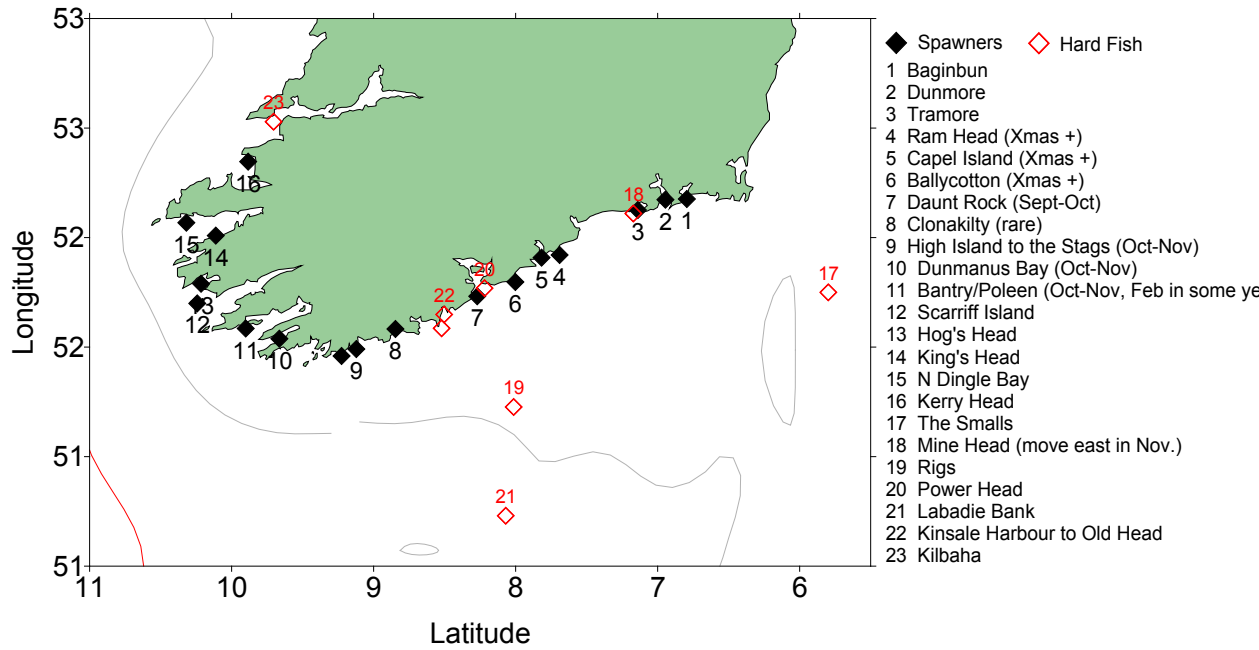 53
53
52
52
51
51
11
10
9
8
7
6
Longitude
Latitude
23
16
15
14
3
12
11
10
9
8
7
22
20
6
5
4
18
3
2
1
17
19
21
Spawners
Hard Fish
1 Baginbun
2 Dunmore
3 Tramore
4 Ram Head (Xmas +)
5 Capel Island (Xmas +)
6 Ballycotton (Xmas +)
7 Daunt Rock (Sept-Oct)
8 Clonakilty (rare)
9 High Island to the Stags (Oct-Nov)
10 Dunmanus Bay (Oct-Nov)
11 Bantry/Poleen (Oct-Nov, Feb in some ye
12 Scarriff Island
13 Hog's Head
14 King's Head
15 N Dingle Bay
16 Kerry Head
17 The Smalls
18 Mine Head (move east in Nov.)
19 Rigs
20 Power Head
21 Labadie Bank
22 Kinsale Harbour to Old Head
23 Kilbaha